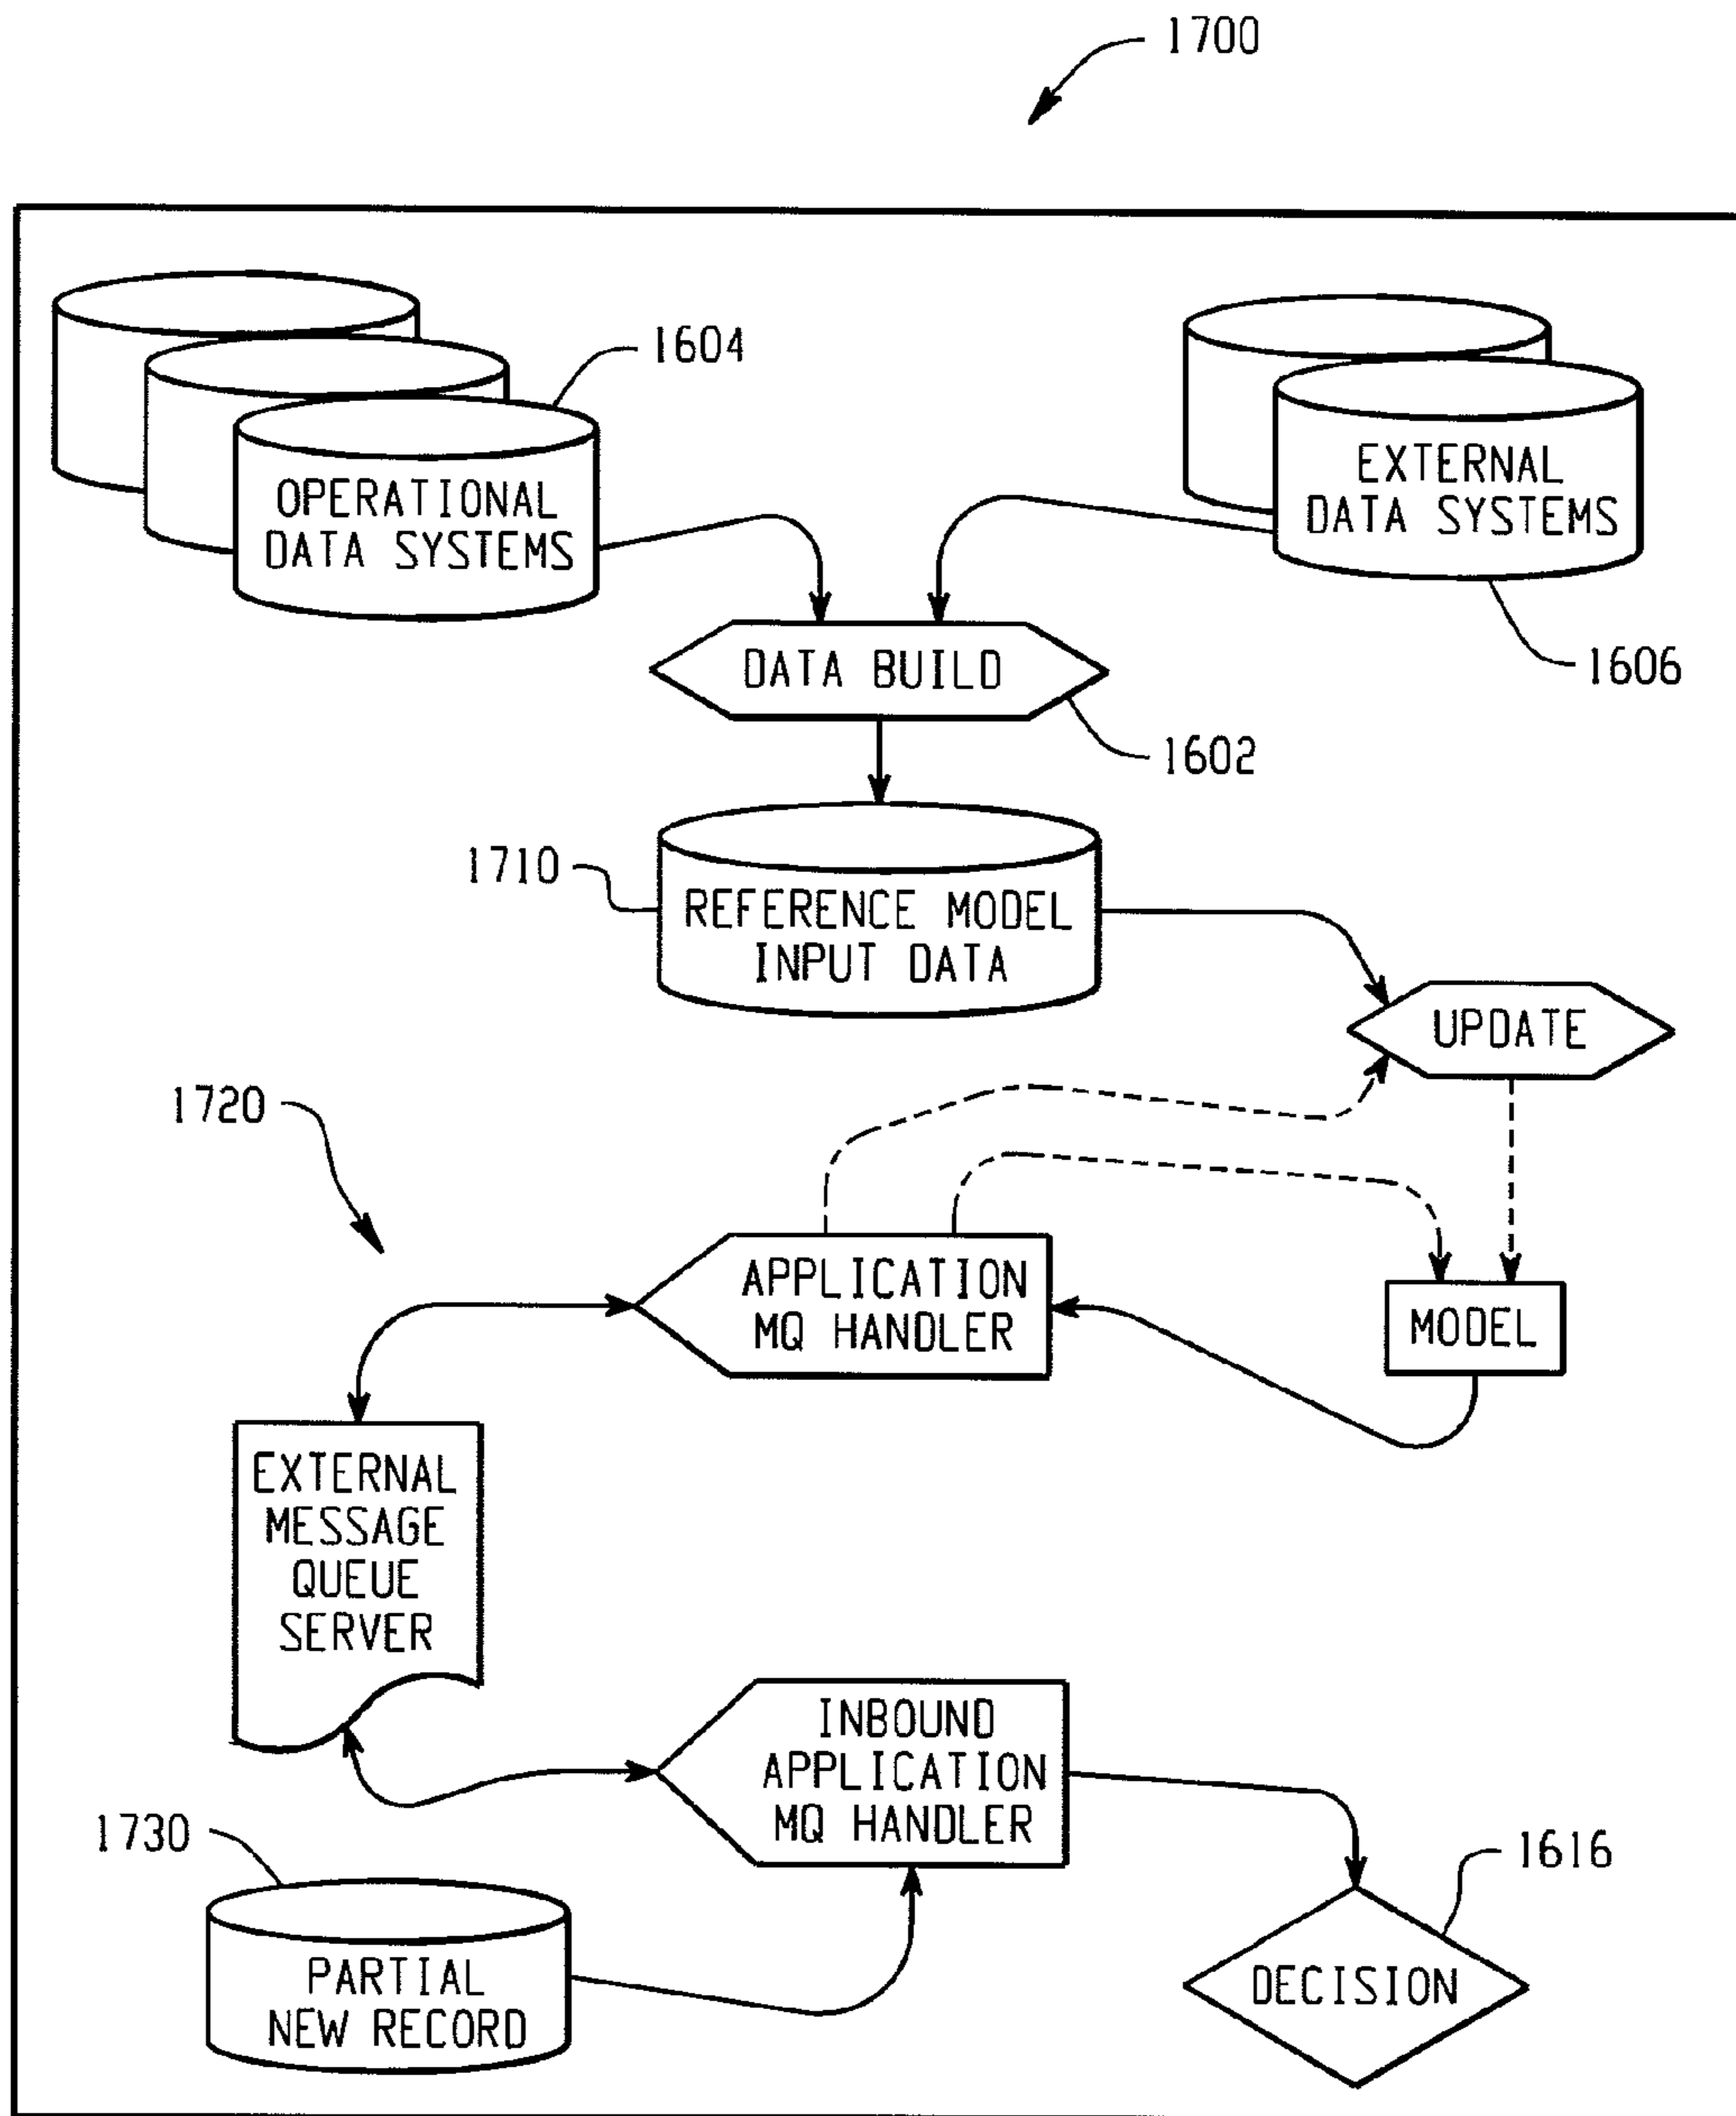 1700
1604
OPERATIONAL
DATA SYSTEMS
EXTERNAL
DATA SYSTEMS
1606
DATA BUILD
1602
1710
REFERENCE MODEL
INPUT DATA
UPDATE
1720
APPLICATION
MQ HANDLER
MODEL
EXTERNAL
MESSAGE
QUEUE
SERVER
INBOUND
APPLICATION
MQ HANDLER
1730
PARTIAL
NEW RECORD
1616
DECISION